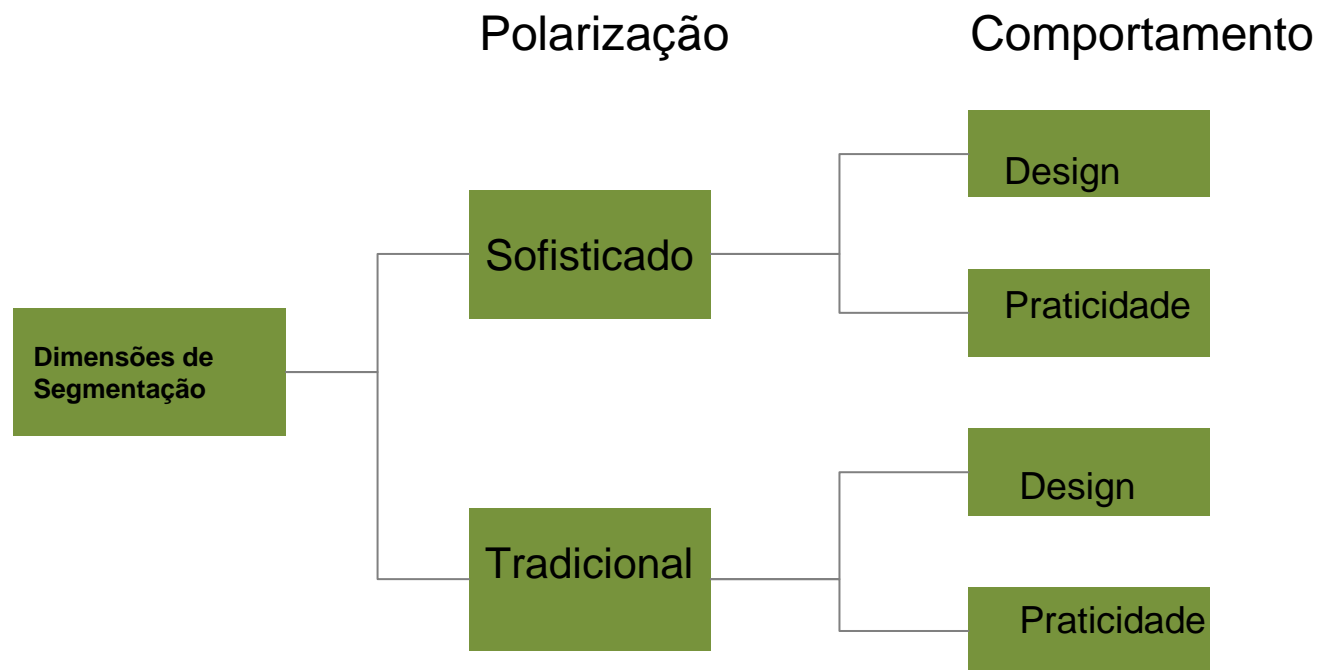 Polarização
Comportamento
Design
Sofisticado
Praticidade
Dimensões de
Segmentação
Design
Tradicional
Praticidade